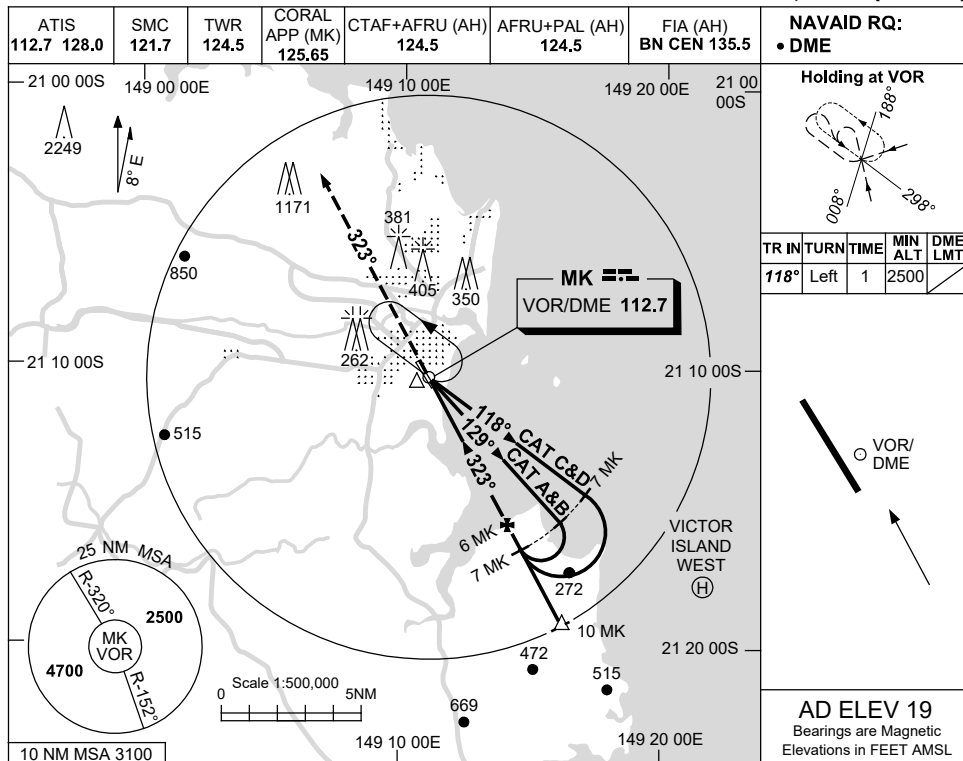 ATIS
112.7 128.0
SMC
121.7
TWR
124.5
CORAL
APP (MK)
125.65
CTAF+AFRU (AH)
124.5
AFRU+PAL (AH)
124.5
FIA (AH)
BN CEN 135.5
NAVAID RQ:
• DME
21 00 00S
149 00 00E
149 10 00E
149 20 00E
21 00
00S
2249
8° E
1171
323°
381
405
350
850
MK
VOR/DME 112.7
262
21 10 00S
21 10 00S
515
118° CAT C&D
129° CAT A&B
323°
7 MK
6 MK
7 MK
272
VICTOR
ISLAND
WEST
H
10 MK
21 20 00S
472
515
669
25 NM MSA
R-320°
2500
MK
VOR
4700
R-152°
Scale 1:500,000
0
5NM
10 NM MSA 3100
149 10 00E
149 20 00E
Holding at VOR
188°
008°
298°
TR IN TURN TIME MIN ALT DME LMT
118° Left 1 2500
VOR/
DME
AD ELEV 19
Bearings are Magnetic
Elevations in FEET AMSL